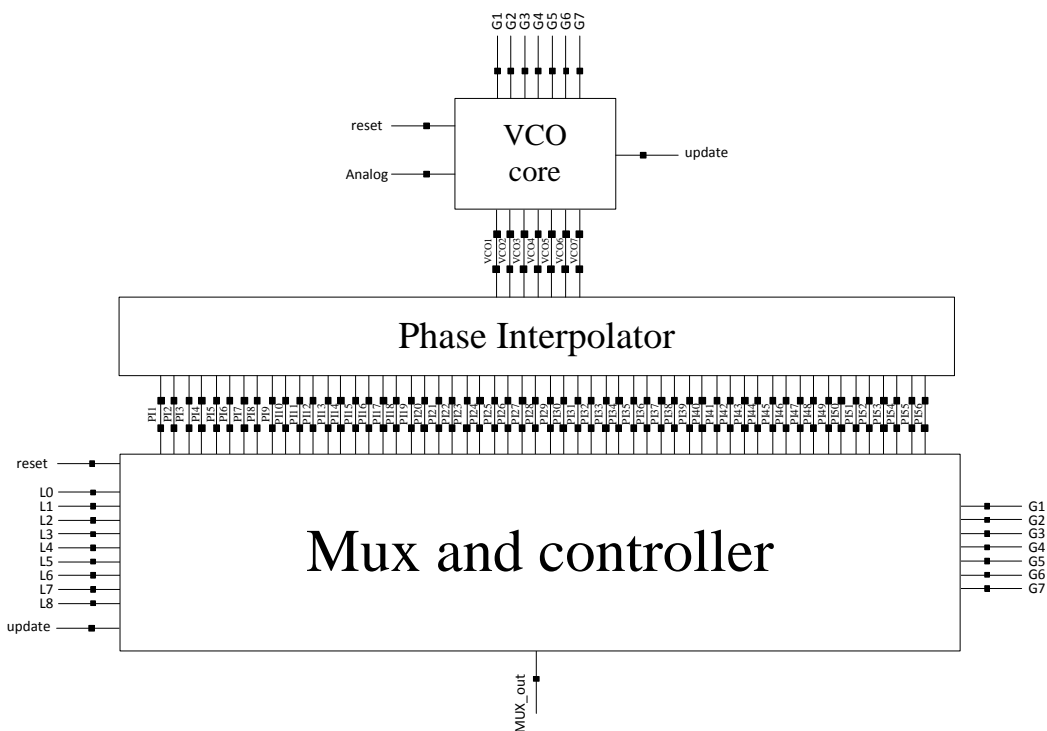 G1 G2 G3 G4 G5 G6 G7
reset
VCO
core
update
Analog
VCO1 VCO2 VCO3 VCO4 VCO5 VCO6 VCO7
Phase Interpolator
PI1 PI2 PI3 PI4 PI5 PI6 PI7 PI8 PI9 PI10 PI11 PI12 PI13 PI14 PI15 PI16 PI17 PI18 PI19 PI20 PI21 PI22 PI23 PI24 PI25 PI26 PI27 PI28 PI29 PI30 PI31 PI32 PI33 PI34 PI35 PI36 PI37 PI38 PI39 PI40 PI41 PI42 PI43 PI44 PI45 PI46 PI47 PI48 PI49 PI50 PI51 PI52 PI53 PI54 PI55 PI56
reset
L0
L1
L2
L3
L4
L5
L6
L7
L8
update
Mux and controller
G1
G2
G3
G4
G5
G6
G7
MUX_out